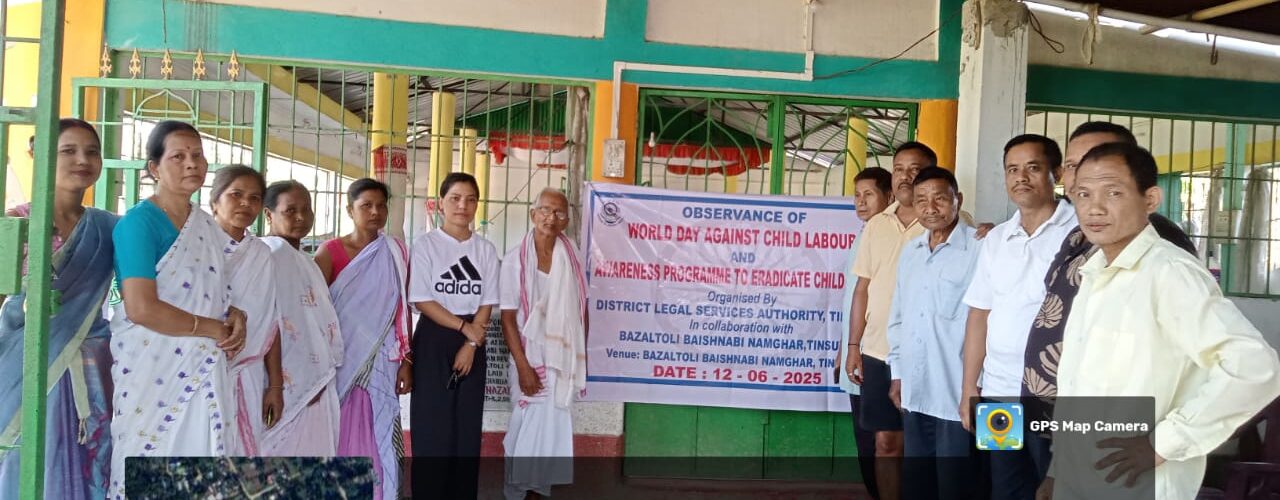 OBSERVANCE OF
WORLD DAY AGAINST CHILD LABOUR
AND
AWARENESS PROGRAMME TO ERADICATE CHILD
Organised By
DISTRICT LEGAL SERVICES AUTHORITY, TIN
In collaboration with
BAZALTOLI BAISHNABI NAMGHAR, TINSU
Venue: BAZALTOLI BAISHNABI NAMGHAR, TIN
DATE : 12 - 06 - 2025
adidas
GPS Map Camera